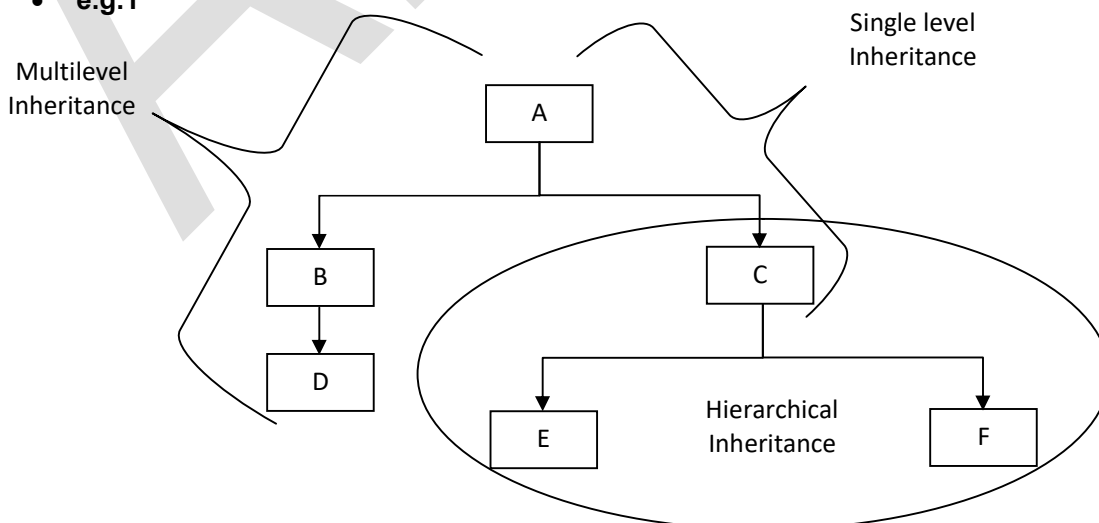 • e.g.1
Single level
Inheritance
Multilevel
Inheritance
A
B
C
D
Hierarchical
Inheritance
E
F